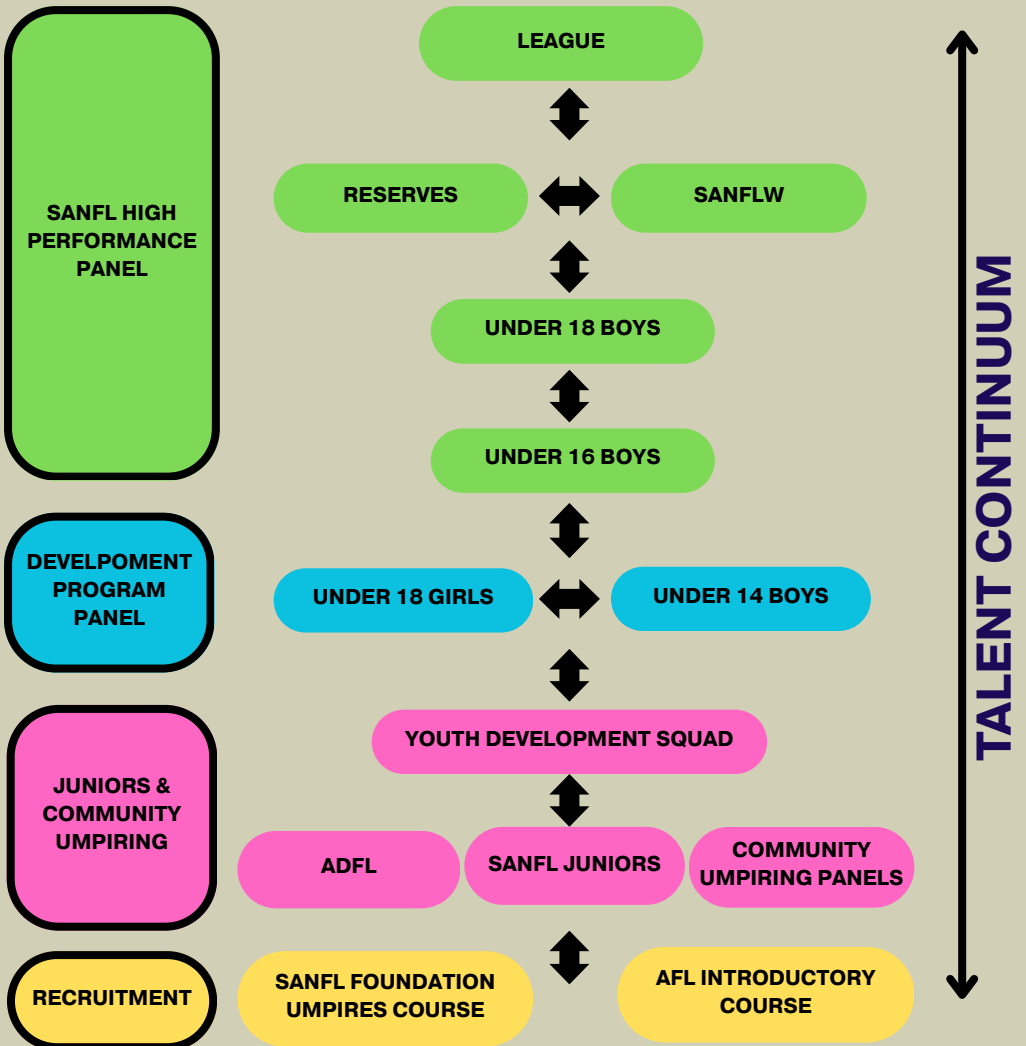 LEAGUE
RESERVES
SANFLW
SANFL HIGH
PERFORMANCE
PANEL
UNDER 18 BOYS
UNDER 16 BOYS
DEVELPOMENT
PROGRAM
PANEL
UNDER 18 GIRLS
UNDER 14 BOYS
YOUTH DEVELOPMENT SQUAD
JUNIORS &
COMMUNITY
UMPIRING
ADFL
SANFL JUNIORS
COMMUNITY
UMPIRING PANELS
RECRUITMENT
SANFL FOUNDATION
UMPIRES COURSE
AFL INTRODUCTORY
COURSE
TALENT CONTINUUM